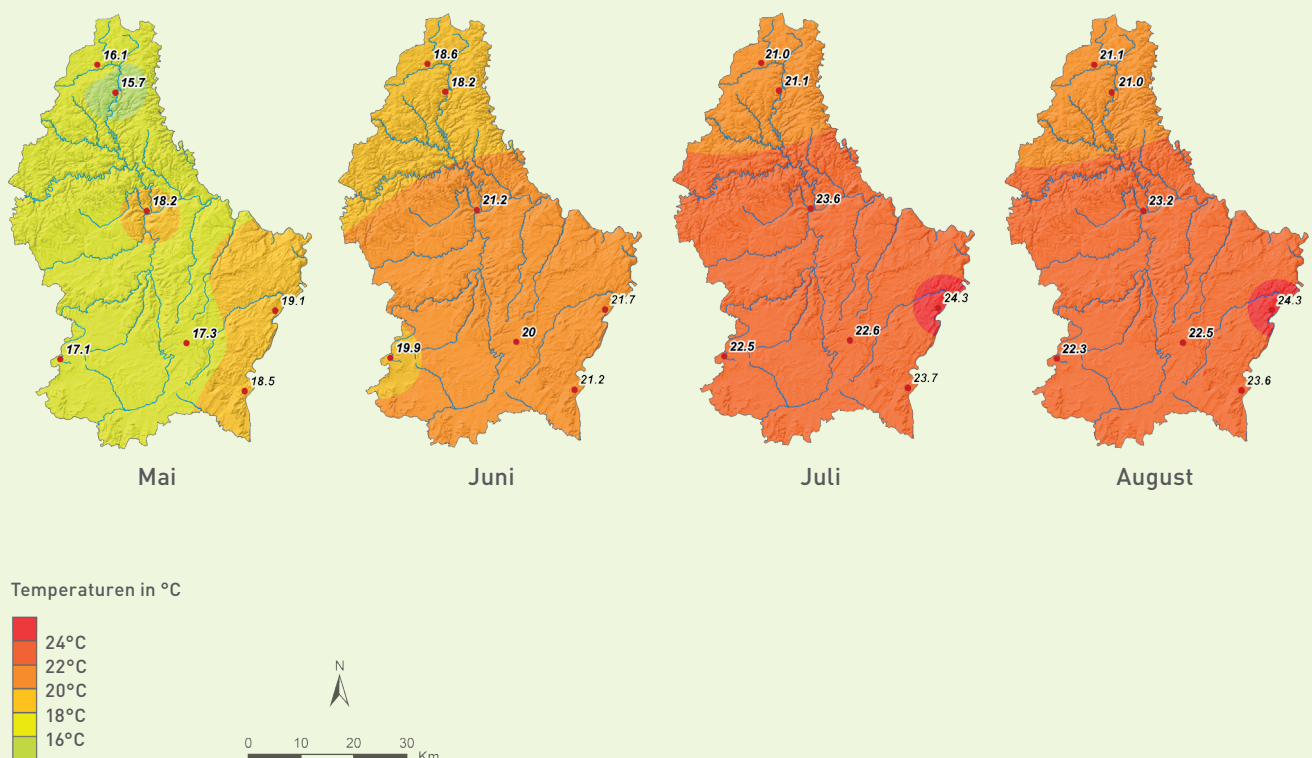 16.1
15.7
18.2
19.1
17.3
17.1
18.5
Mai
18.6
18.2
21.2
21.7
20
19.9
21.2
Juni
21.0
21.1
23.6
24.3
22.6
22.5
23.7
Juli
21.1
21.0
23.2
24.3
22.5
22.3
23.6
August
Temperaturen in °C
24°C
22°C
20°C
18°C
16°C
N
0 10 20 30
Km